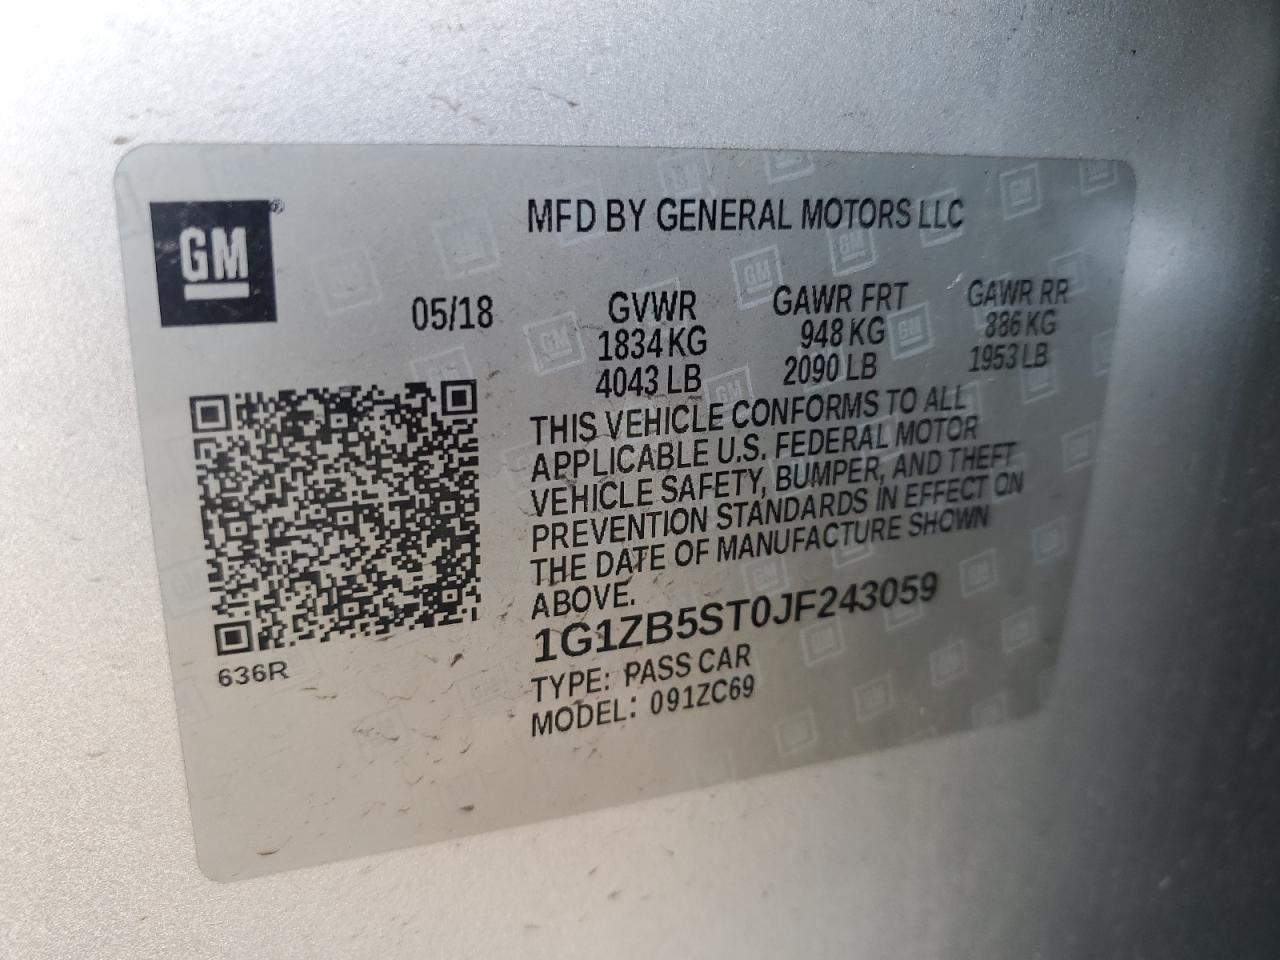 GM
MFD BY GENERAL MOTORS LLC
05/18 GVWR GAWR FRT GAWR RR
1834 KG 948 KG 886 KG
4043 LB 2090 LB 1953 LB
THIS VEHICLE CONFORMS TO ALL
APPLICABLE U.S. FEDERAL MOTOR
VEHICLE SAFETY, BUMPER, AND THEFT
PREVENTION STANDARDS IN EFFECT ON
THE DATE OF MANUFACTURE SHOWN
ABOVE.
1G1ZB5ST0JF243059
TYPE: PASS CAR
MODEL: 091ZC69
636R